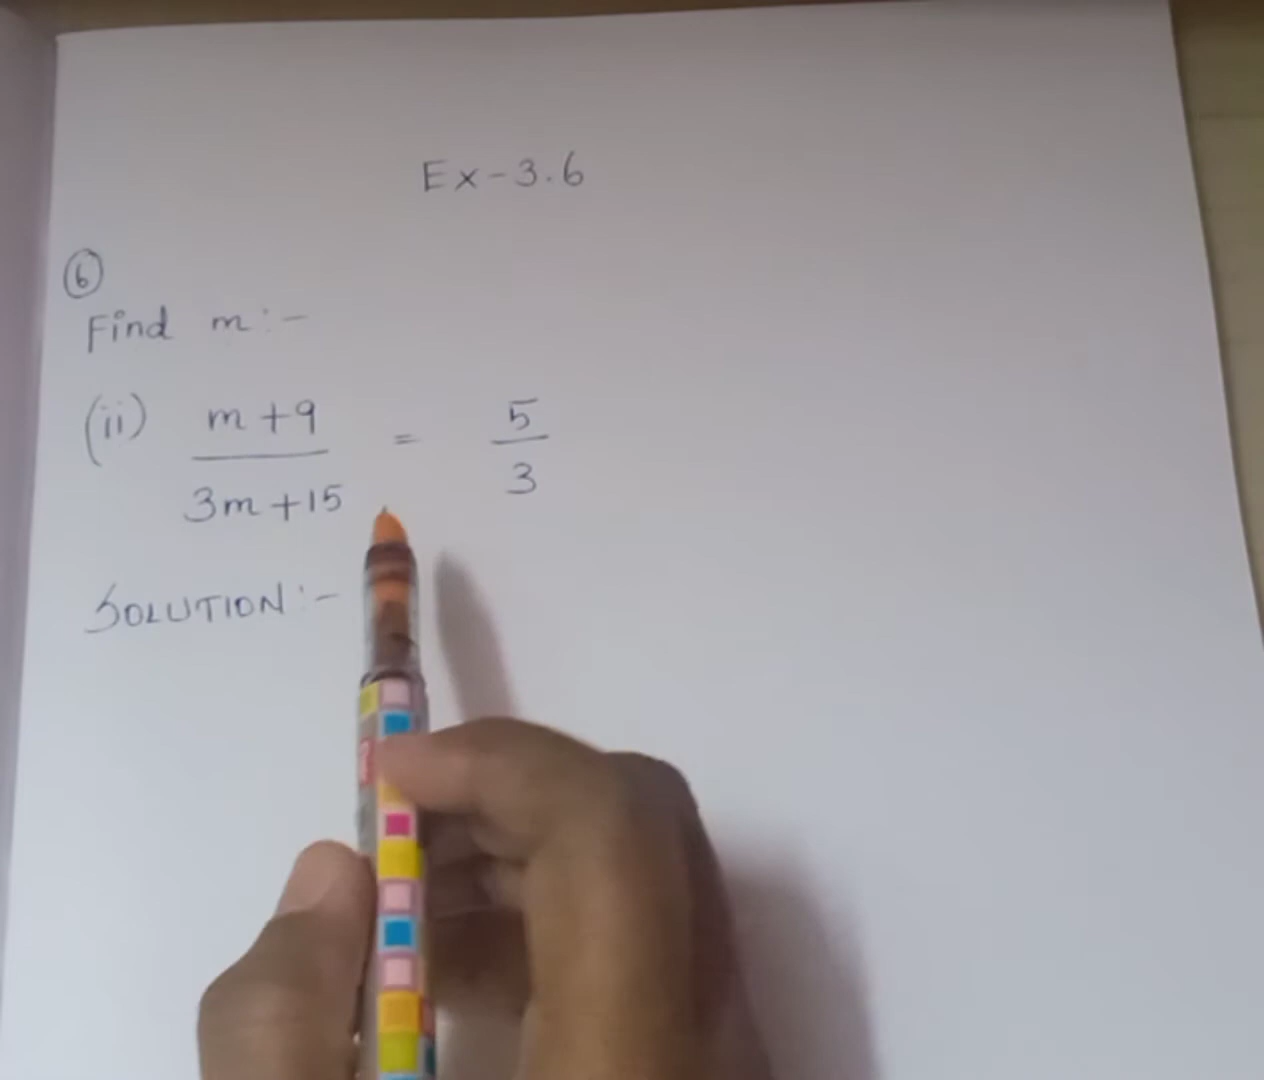 Ex-3.6
6
Find m:-
(ii) m+9 / 3m+15 = 5 / 3
SOLUTION:-